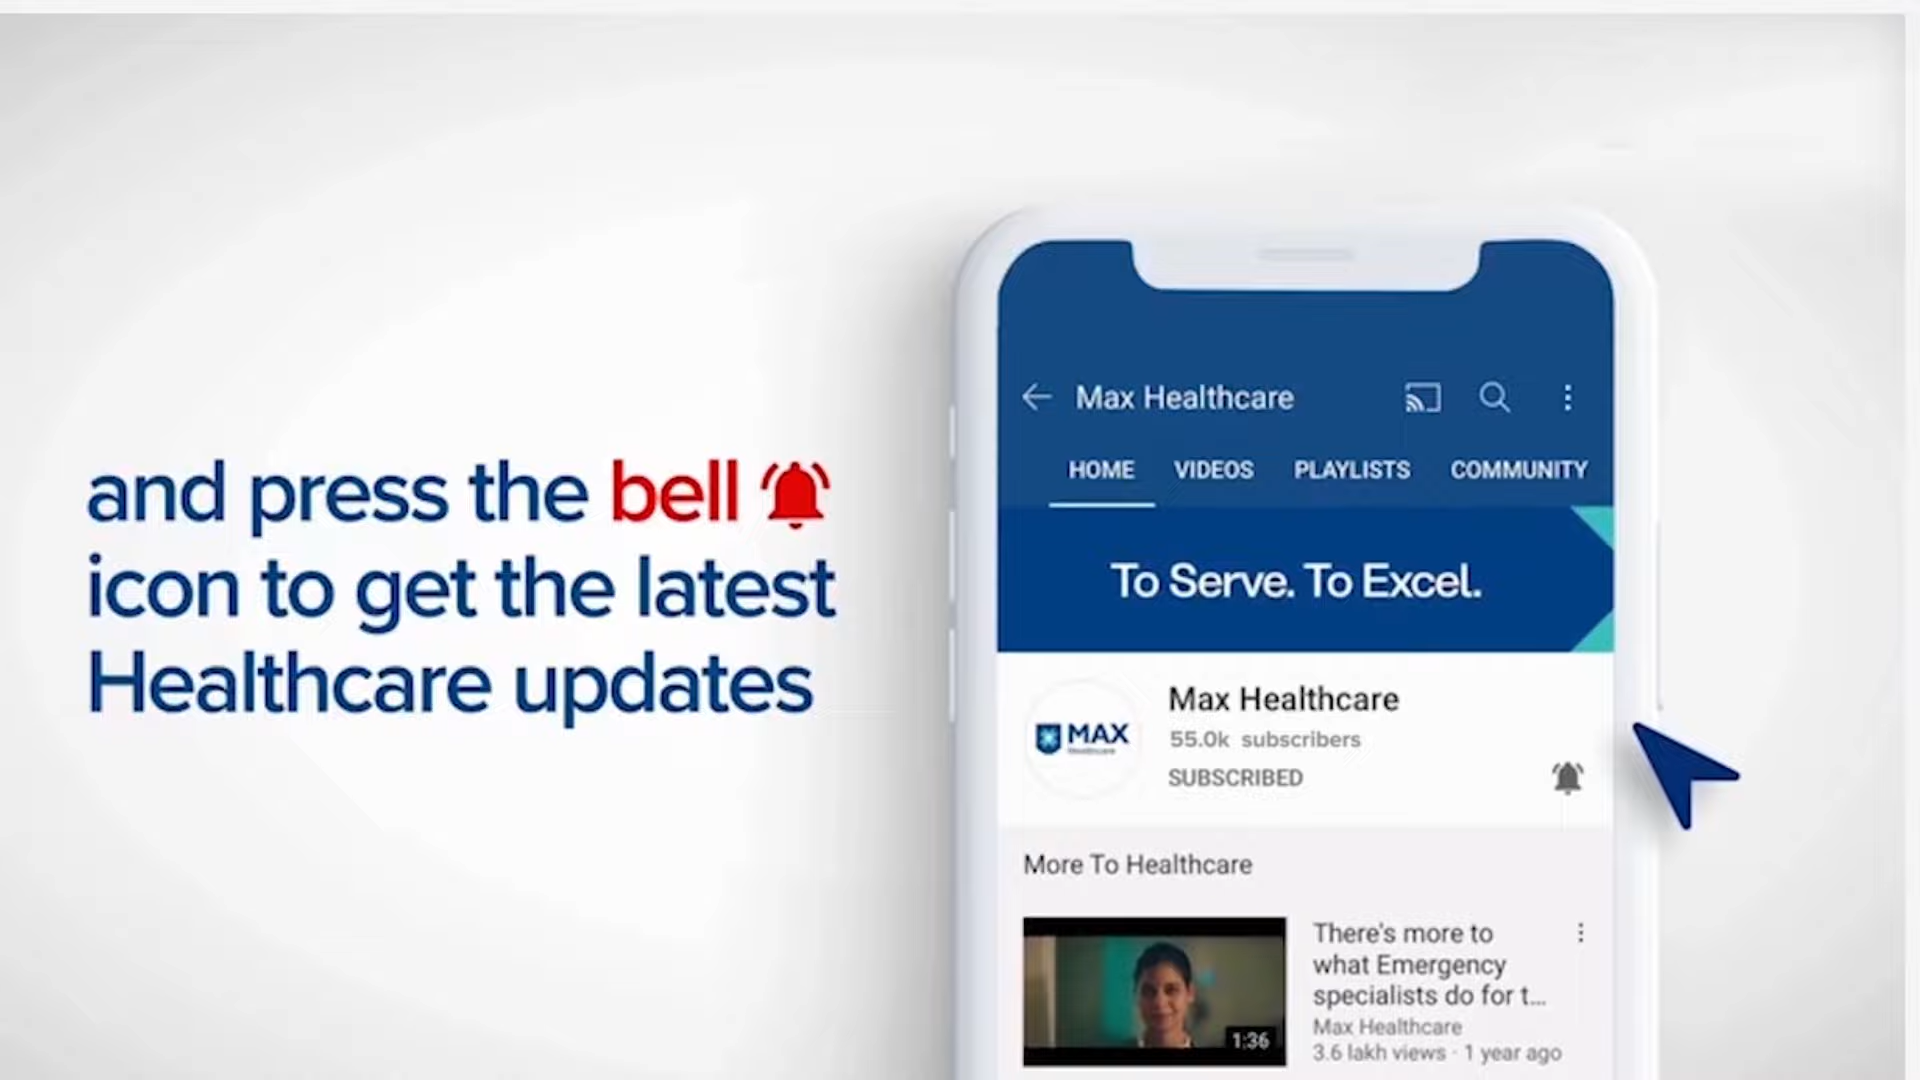 and press the bell
icon to get the latest
Healthcare updates
Max Healthcare
HOME VIDEOS PLAYLISTS COMMUNITY
To Serve. To Excel.
MAX
Healthcare
Max Healthcare
55.0k subscribers
SUBSCRIBED
More To Healthcare
1:36
There's more to
what Emergency
specialists do for t...
Max Healthcare
3.6 lakh views · 1 year ago